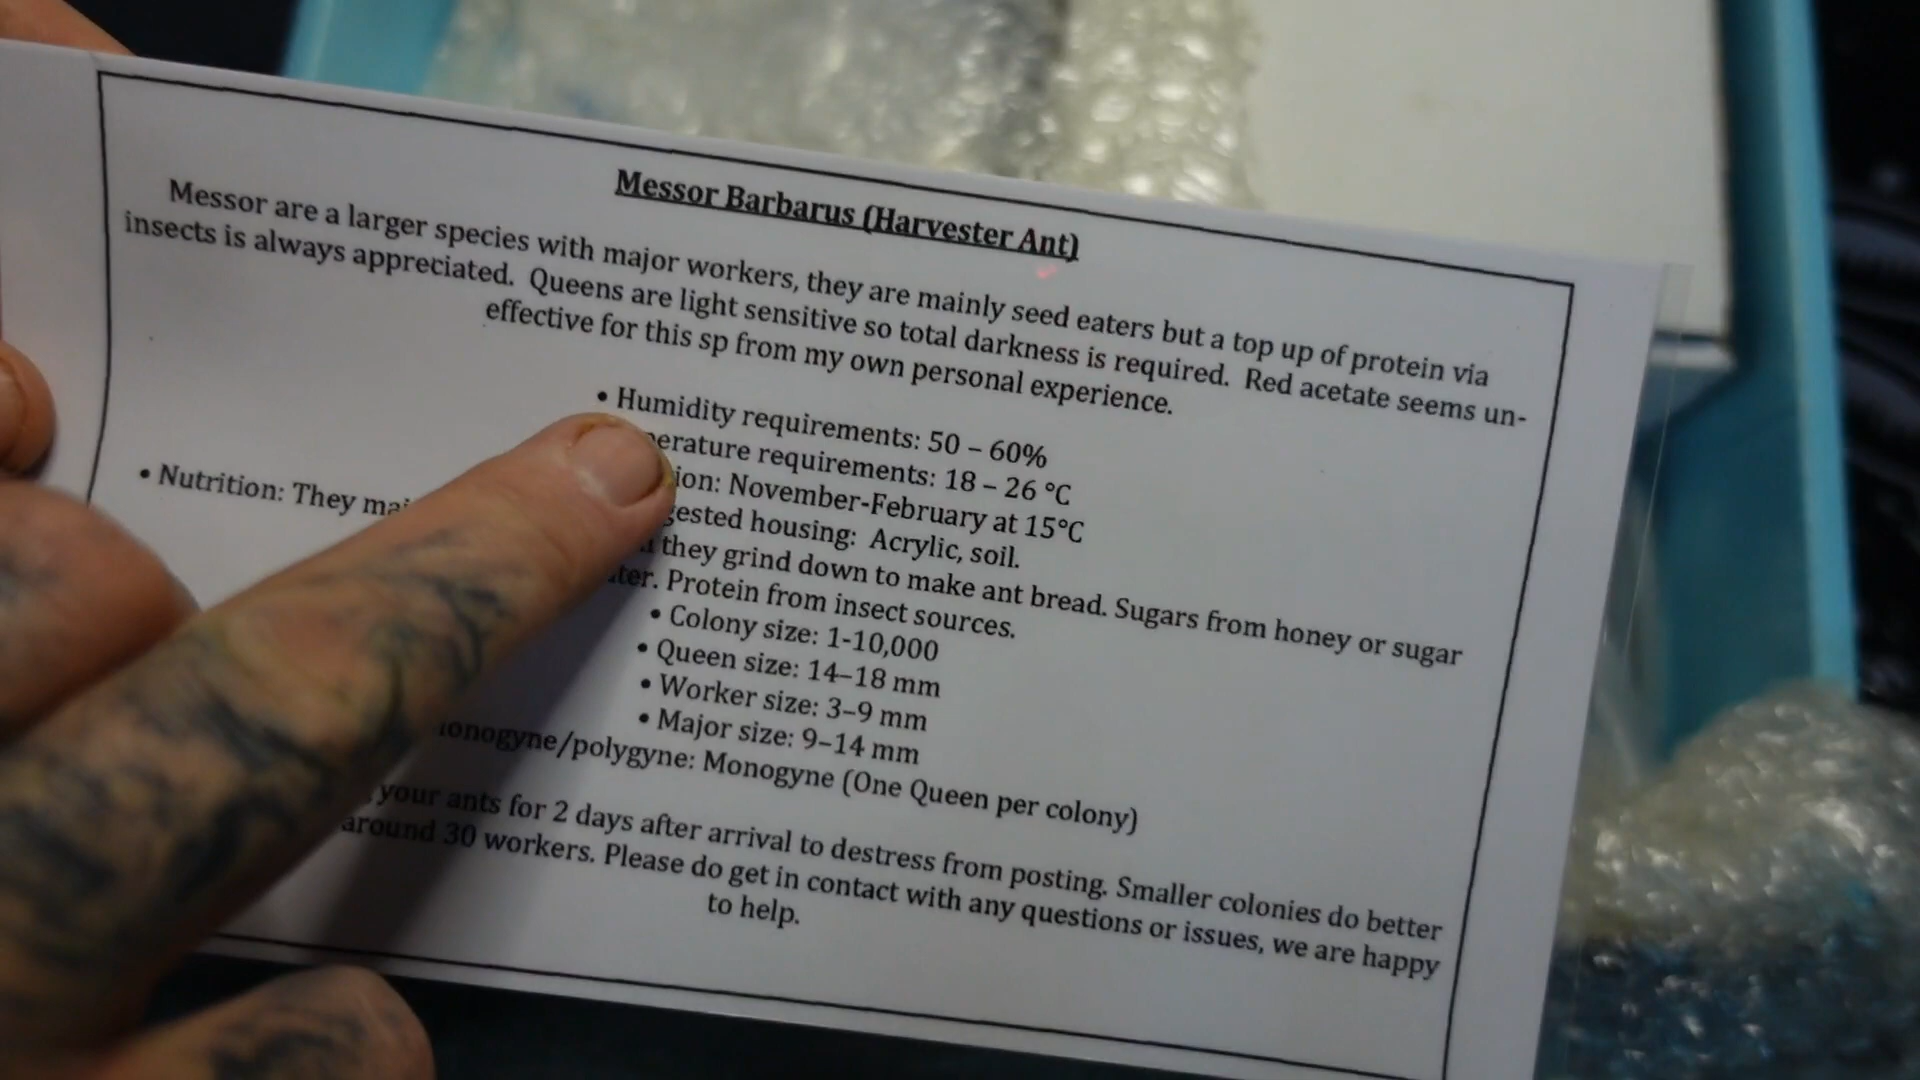 Messor Barbarus (Harvester Ant)
Messor are a larger species with major workers, they are mainly seed eaters but a top up of protein via
insects is always appreciated. Queens are light sensitive so total darkness is required. Red acetate seems un-
effective for this sp from my own personal experience.
• Humidity requirements: 50 – 60%
requirements: 18 – 26 °C
November-February at 15°C
housing: Acrylic, soil.
• Nutrition: They they grind down to make ant bread. Sugars from honey or sugar
Protein from insect sources.
• Colony size: 1-10,000
• Queen size: 14–18 mm
• Worker size: 3–9 mm
• Major size: 9–14 mm
/polygyne: Monogyne (One Queen per colony)
your ants for 2 days after arrival to destress from posting. Smaller colonies do better
around 30 workers. Please do get in contact with any questions or issues, we are happy
to help.